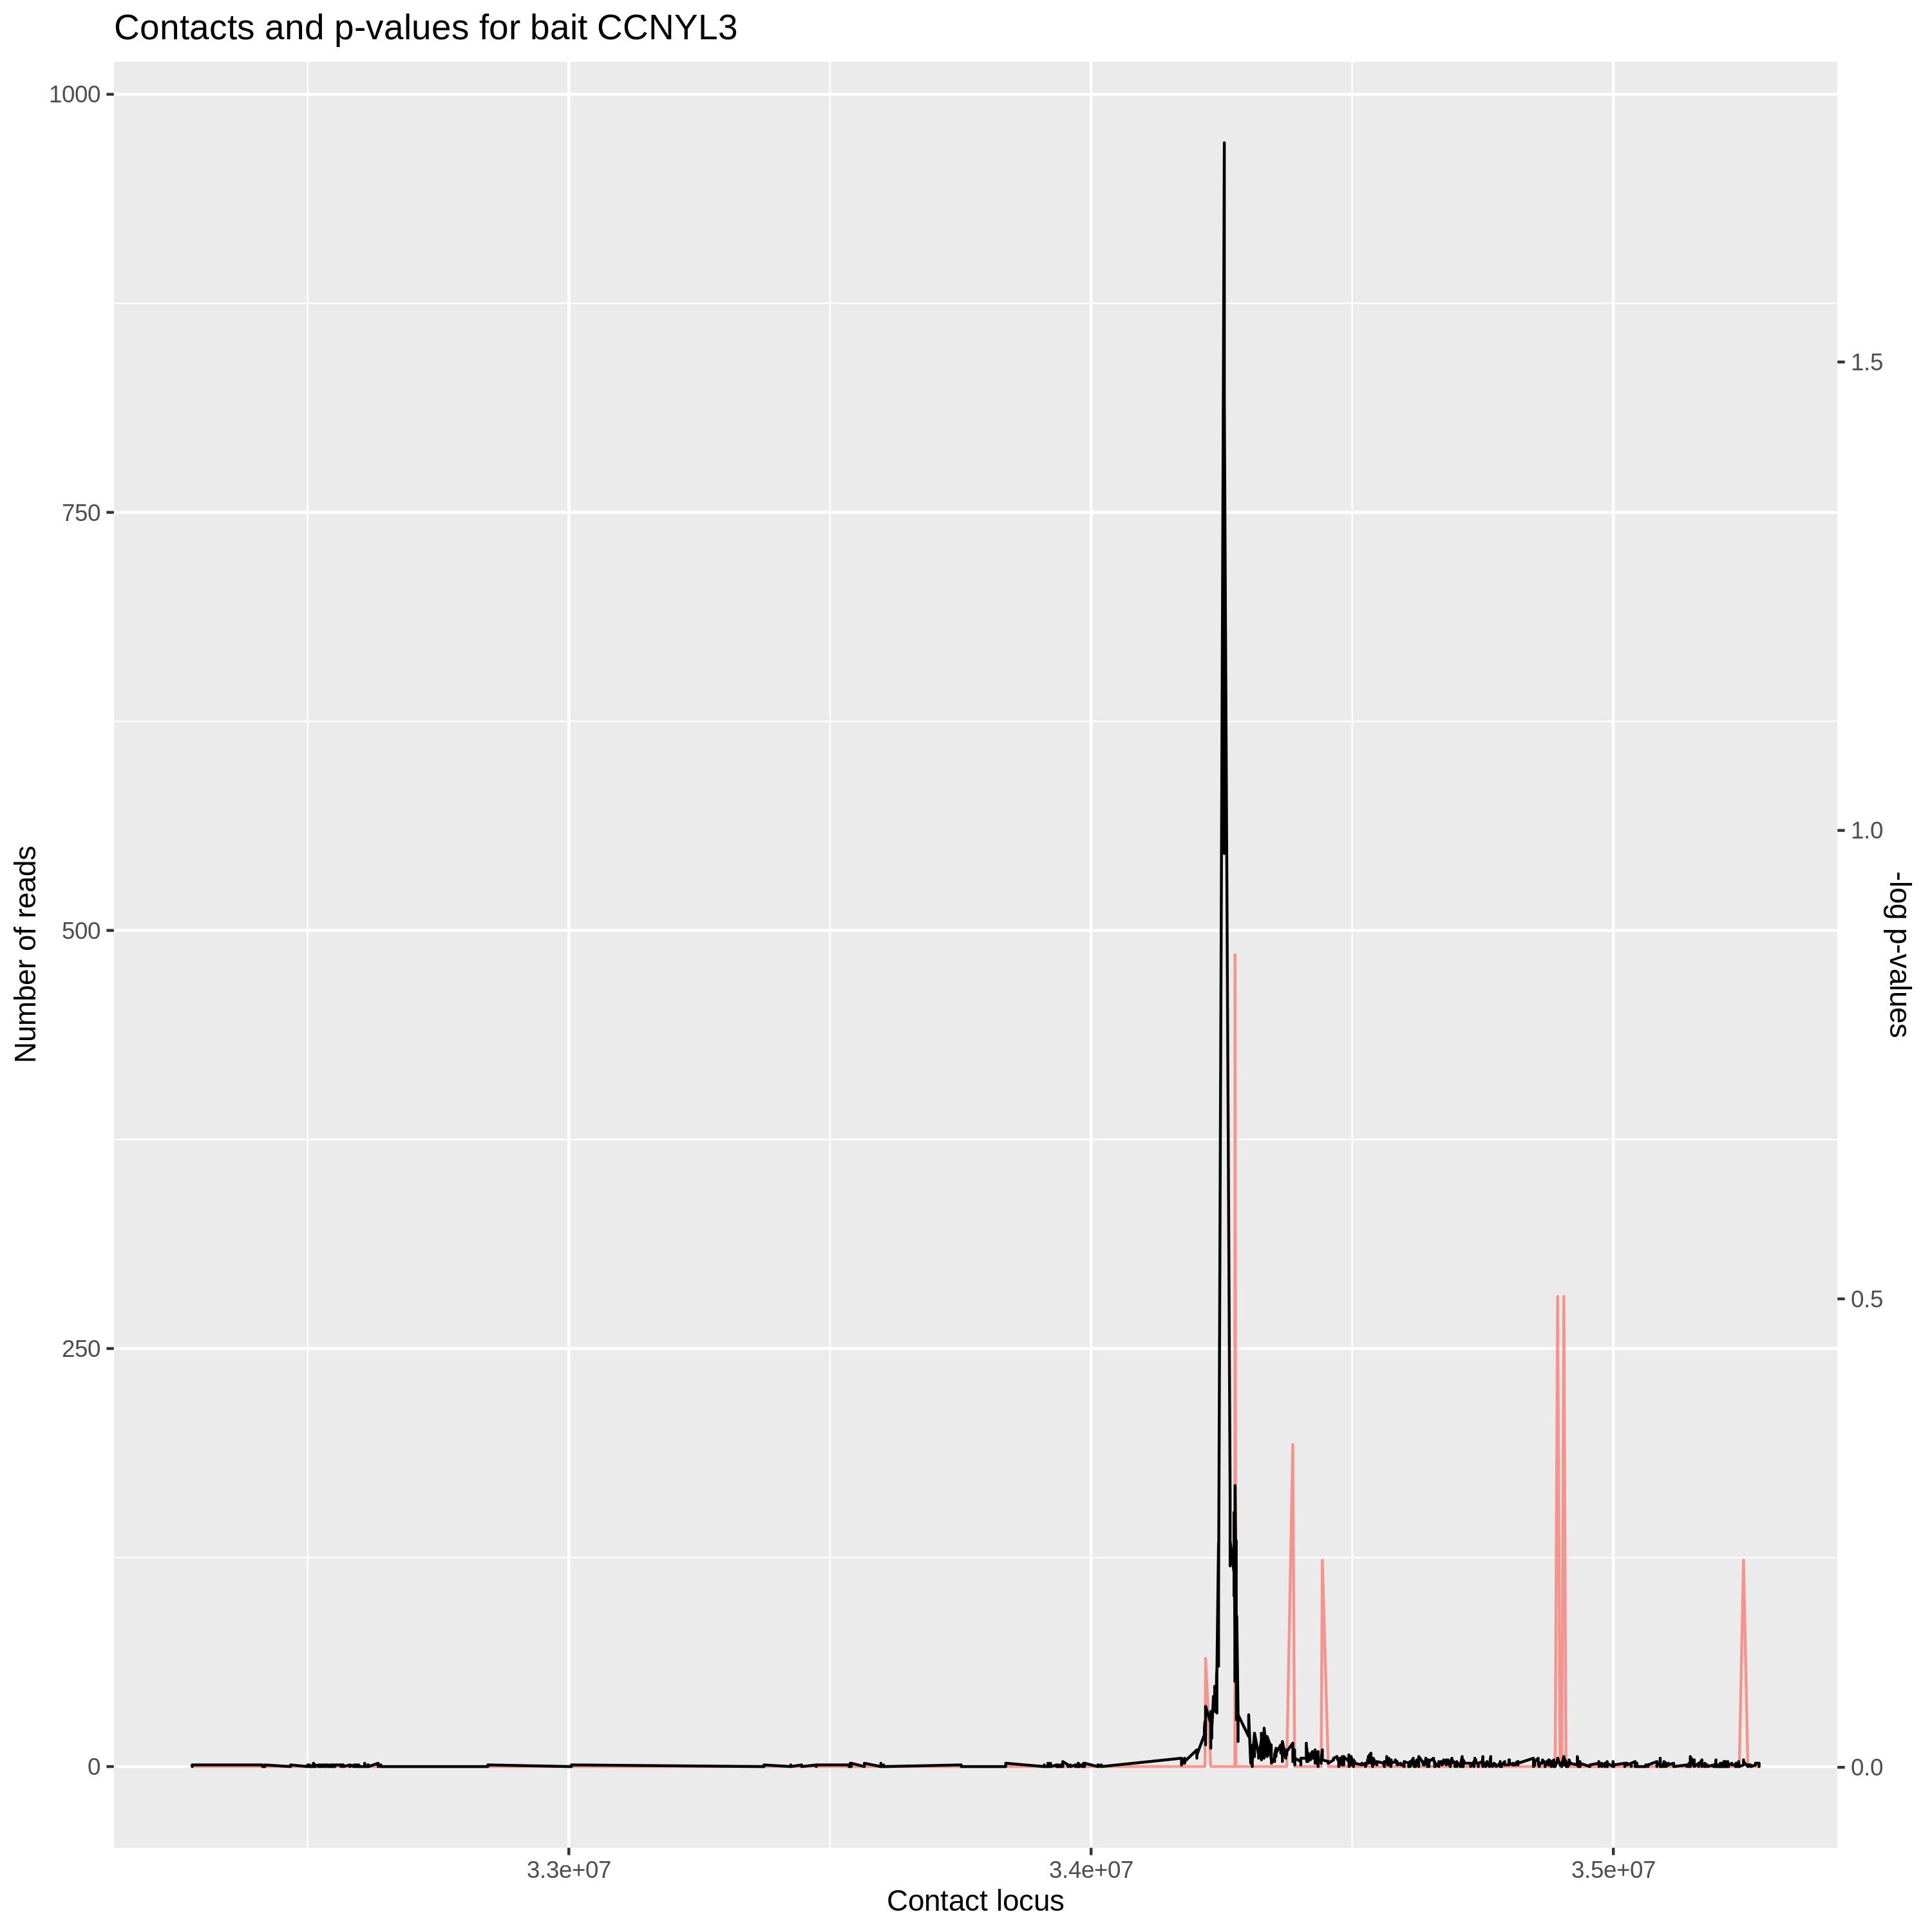 Contacts and p-values for bait CCNYL3
1000
750
500
250
0
Number of reads
1.5
1.0
0.5
0.0
-log p-values
3.3e+07
3.4e+07
3.5e+07
Contact locus